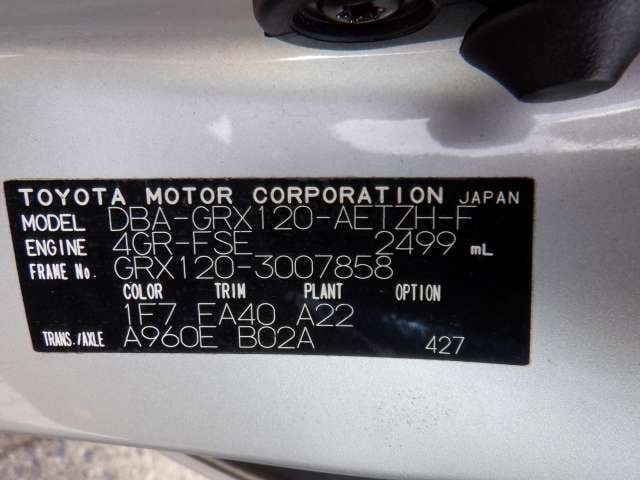 TOYOTA MOTOR CORPORATION JAPAN
MODEL DBA-GRX120-AETZH-F
ENGINE 4GR-FSE 2499 mL
FRAME No. GRX120-3007858
COLOR TRIM PLANT OPTION
1F7 FA40 A22
TRANS./AXLE A960E B02A 427